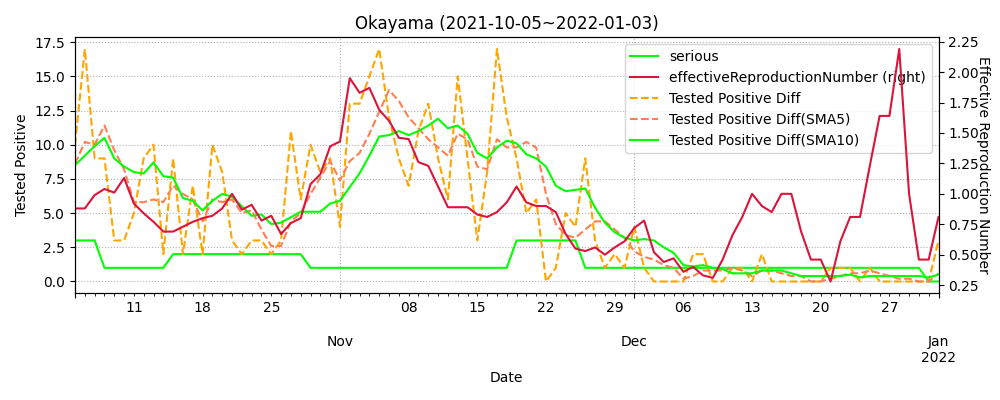 Okayama (2021-10-05~2022-01-03)
Tested Positive
17.5
15.0
12.5
10.0
7.5
5.0
2.5
0.0
serious
effectiveReproductionNumber (right)
Tested Positive Diff
Tested Positive Diff(SMA5)
Tested Positive Diff(SMA10)
2.25
2.00
1.75
1.50
1.25
1.00
0.75
0.50
0.25
Effective Reproduction Number
11 18 25 08 15 22 29 06 13 20 27
Nov Dec Jan
2022
Date